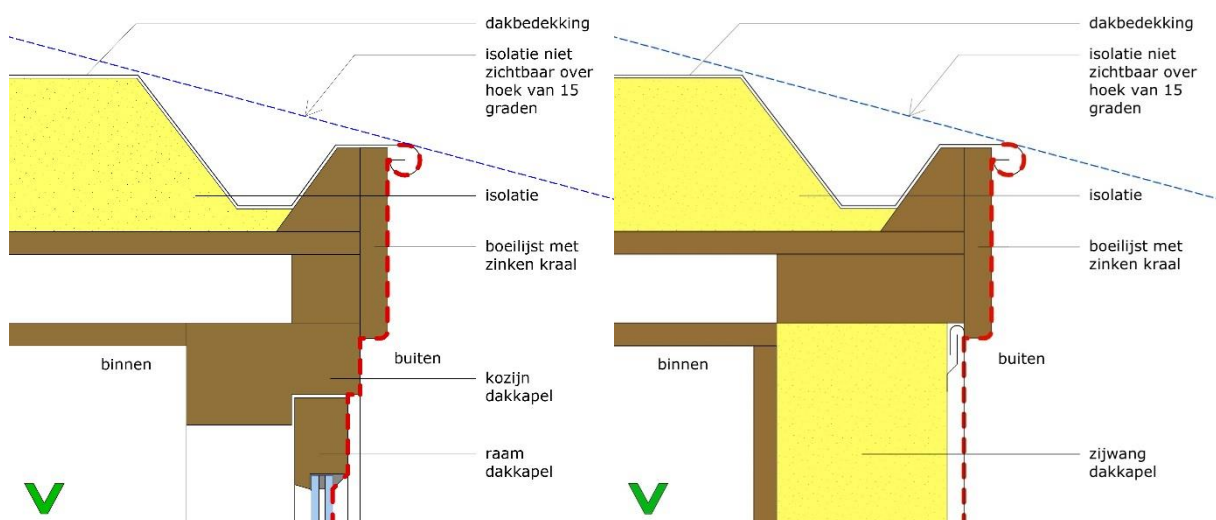 dakbedekking
isolatie niet
zichtbaar over
hoek van 15
graden
isolatie
boeilijst met
zinken kraal
binnen
buiten
kozijn
dakkapel
raam
dakkapel
dakbedekking
isolatie niet
zichtbaar over
hoek van 15
graden
isolatie
boeilijst met
zinken kraal
binnen
buiten
zijwang
dakkapel